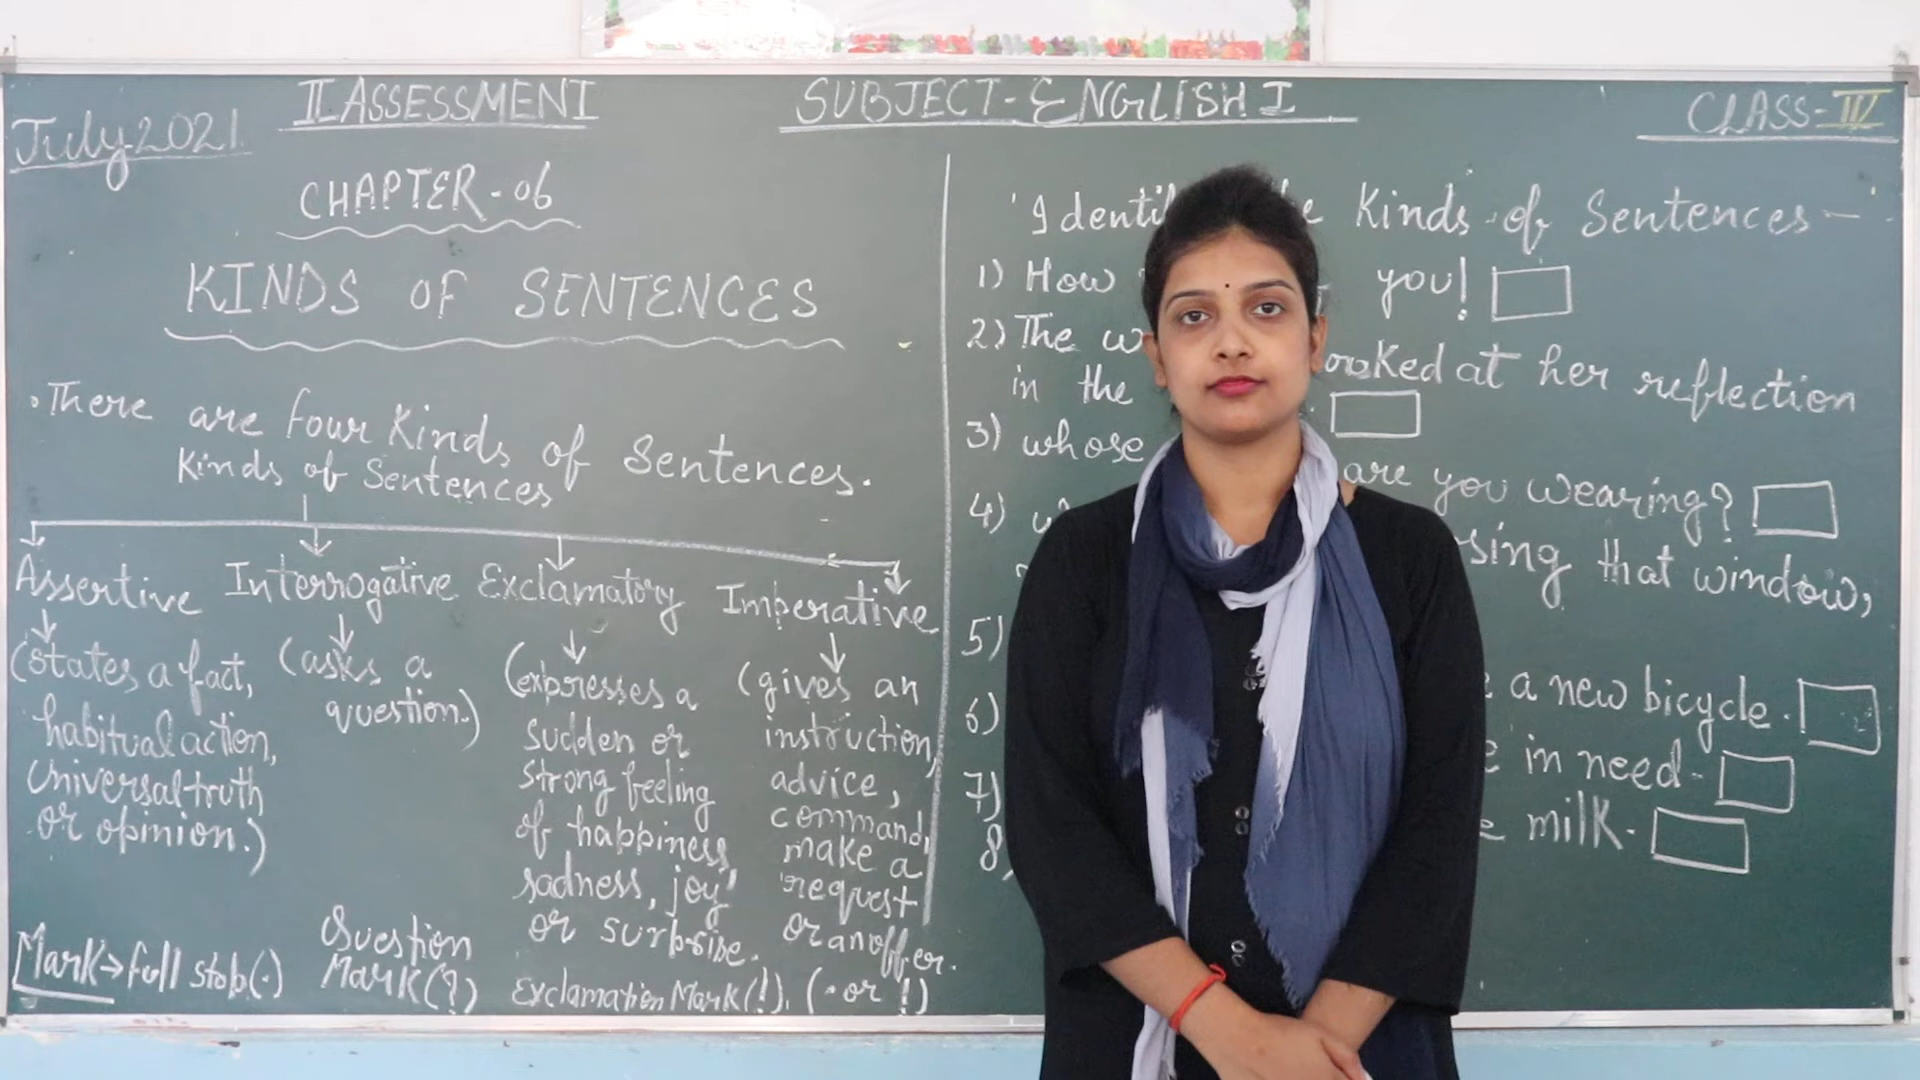 July 2021
II ASSESSMENT
SUBJECT-ENGLISH I
CLASS-IV
CHAPTER-06
KINDS OF SENTENCES
There are four Kinds of Sentences.
Kinds of Sentences
Assertive Interrogative Exclamatory Imperative
(states a fact,
habitual action,
Universal truth
or opinion.)
(asks a
question.)
(expresses a
sudden or
strong feeling
of happiness,
sadness, joy
or surprise.
(gives an
instruction,
advice,
command,
make a
request
or an offer.
Mark→full stop(.)
Question
Mark(?)
Exclamation Mark(!).
(. or !)
Kinds of Sentences-
1) How you!
2) The looked at her reflection
in the
3) whose are you wearing?
4) that window,
5)
6) a new bicycle.
7) in need.
8) milk.